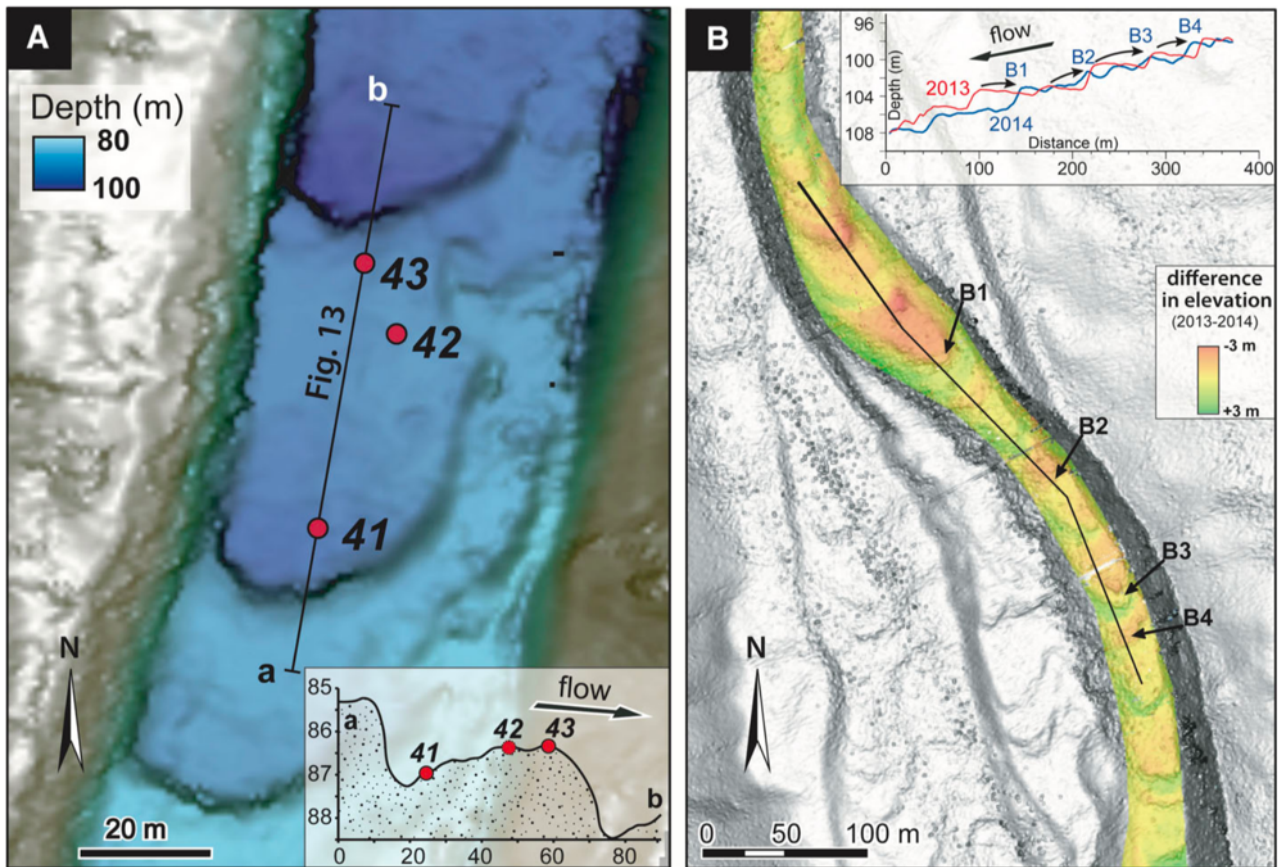 A
Depth (m)
80
100
b
43
42
Fig. 13
41
a
N
20 m
flow
85
86
87
88
a
41
42
43
b
0
20
40
60
80
B
96
100
104
108
Depth (m)
flow
B1
B2
B3
B4
2013
2014
0
100
200
300
400
Distance (m)
difference
in elevation
(2013-2014)
-3 m
+3 m
B1
B2
B3
B4
N
0 50 100 m